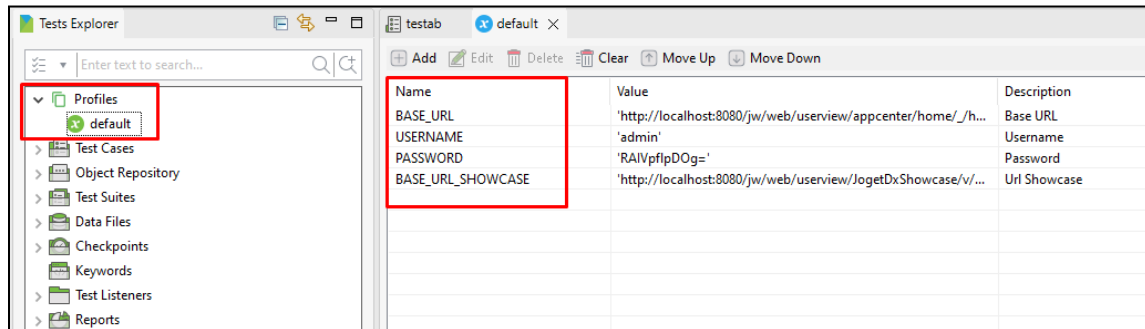 Tests Explorer
Enter text to search...
Profiles
default
Test Cases
Object Repository
Test Suites
Data Files
Checkpoints
Keywords
Test Listeners
Reports
testab
default
Add Edit Delete Clear Move Up Move Down
Name Value Description
BASE_URL 'http://localhost:8080/jw/web/userview/appcenter/home/_/h... Base URL
USERNAME 'admin' Username
PASSWORD 'RAIVpfIpDOg=' Password
BASE_URL_SHOWCASE 'http://localhost:8080/jw/web/userview/JogetDxShowcase/v/... Url Showcase